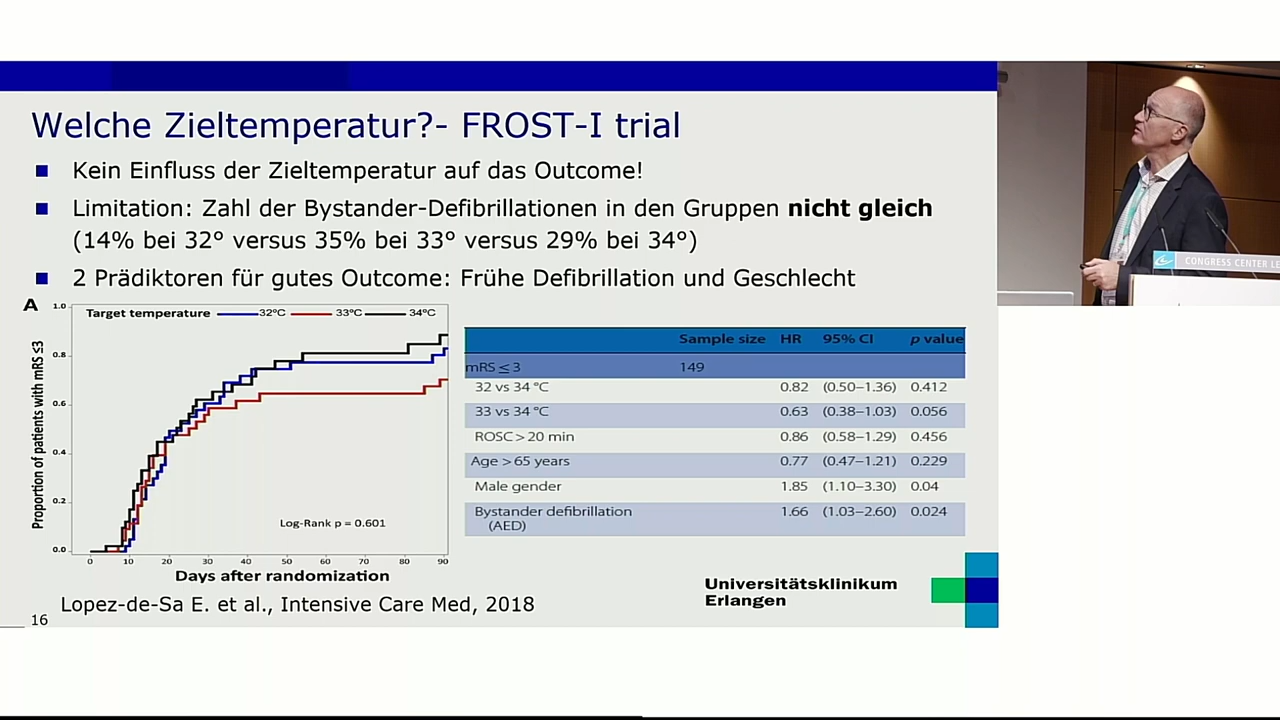 Welche Zieltemperatur?- FROST-I trial
Kein Einfluss der Zieltemperatur auf das Outcome!
Limitation: Zahl der Bystander-Defibrillationen in den Gruppen nicht gleich
(14% bei 32° versus 35% bei 33° versus 29% bei 34°)
2 Prädiktoren für gutes Outcome: Frühe Defibrillation und Geschlecht
A
Target temperature 32ºC 33ºC 34ºC
Proportion of patients with mRS ≤3
1.0
0.8
0.6
0.4
0.2
0.0
Log-Rank p = 0.601
0 10 20 30 40 50 60 70 80 90
Days after randomization
Sample size HR 95% CI p value
mRS ≤ 3 149
32 vs 34 °C 0.82 (0.50–1.36) 0.412
33 vs 34 °C 0.63 (0.38–1.03) 0.056
ROSC > 20 min 0.86 (0.58–1.29) 0.456
Age > 65 years 0.77 (0.47–1.21) 0.229
Male gender 1.85 (1.10–3.30) 0.04
Bystander defibrillation 1.66 (1.03–2.60) 0.024
(AED)
Lopez-de-Sa E. et al., Intensive Care Med, 2018
Universitätsklinikum
Erlangen
16
CONGRESS CENTER LE